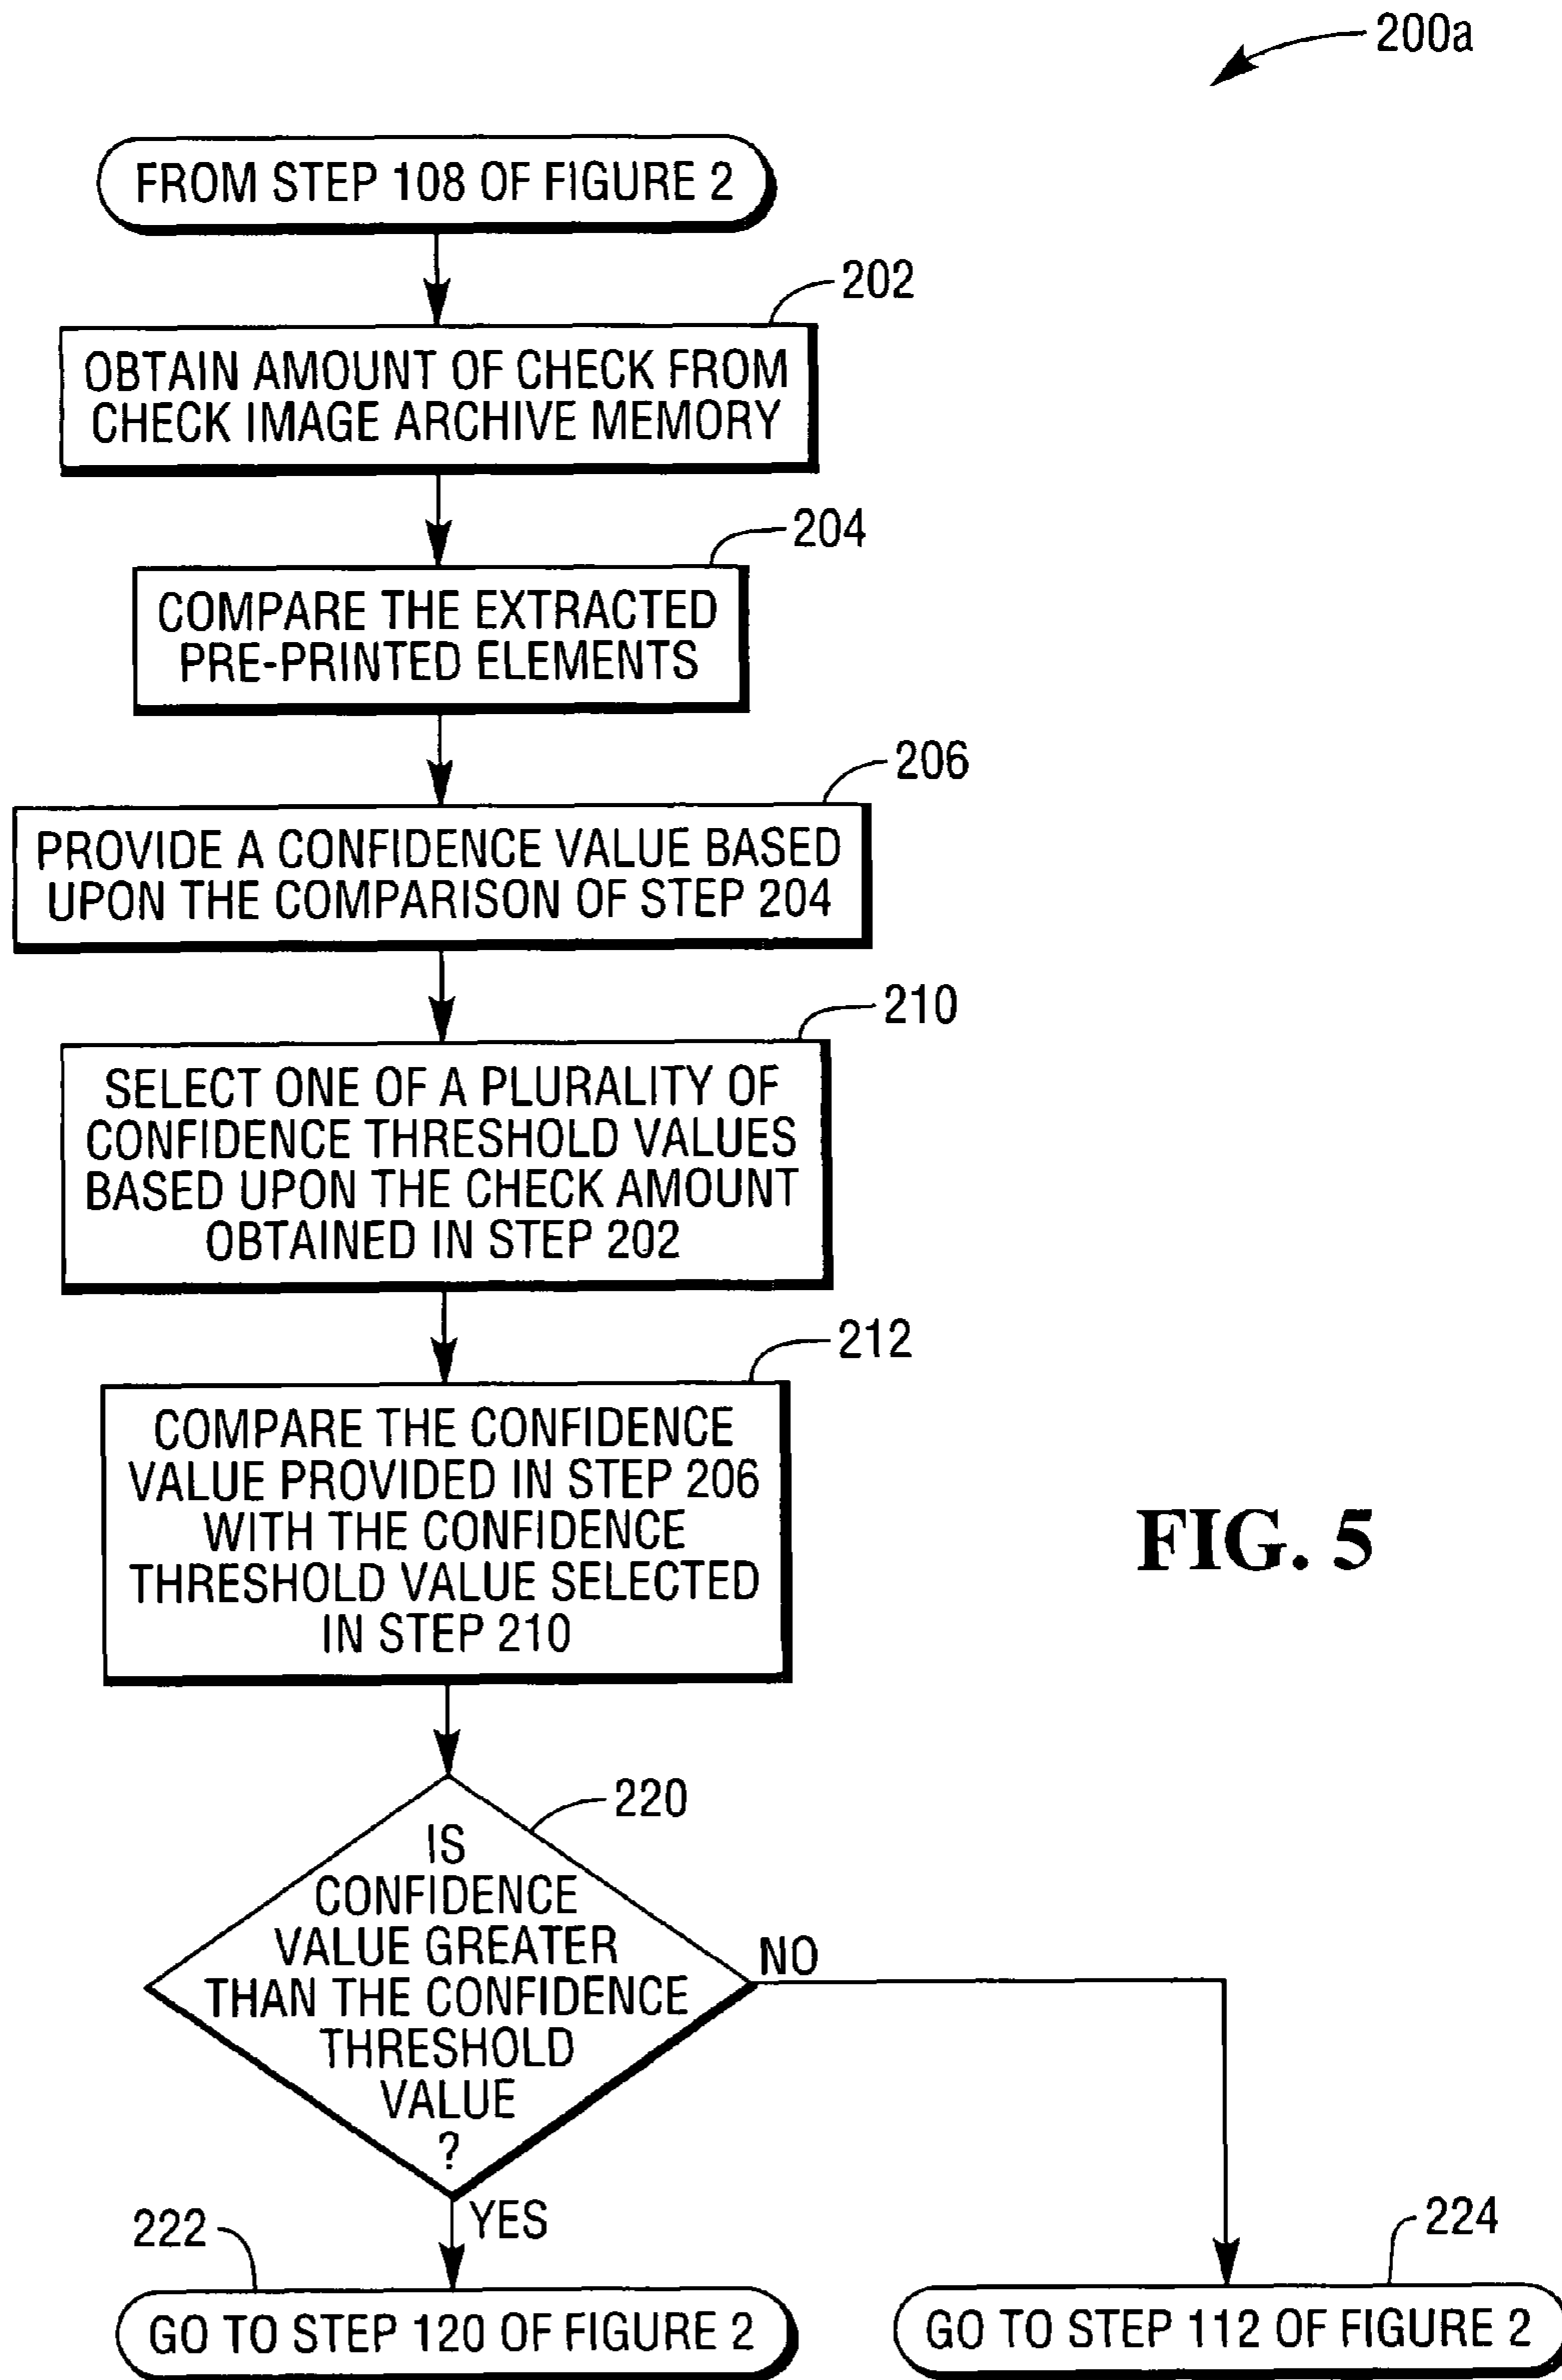 200a
FROM STEP 108 OF FIGURE 2
202
OBTAIN AMOUNT OF CHECK FROM
CHECK IMAGE ARCHIVE MEMORY
204
COMPARE THE EXTRACTED
PRE-PRINTED ELEMENTS
206
PROVIDE A CONFIDENCE VALUE BASED
UPON THE COMPARISON OF STEP 204
210
SELECT ONE OF A PLURALITY OF
CONFIDENCE THRESHOLD VALUES
BASED UPON THE CHECK AMOUNT
OBTAINED IN STEP 202
212
COMPARE THE CONFIDENCE
VALUE PROVIDED IN STEP 206
WITH THE CONFIDENCE
THRESHOLD VALUE SELECTED
IN STEP 210
FIG. 5
220
IS
CONFIDENCE
VALUE GREATER
THAN THE CONFIDENCE
THRESHOLD
VALUE
?
NO
YES
222
GO TO STEP 120 OF FIGURE 2
224
GO TO STEP 112 OF FIGURE 2